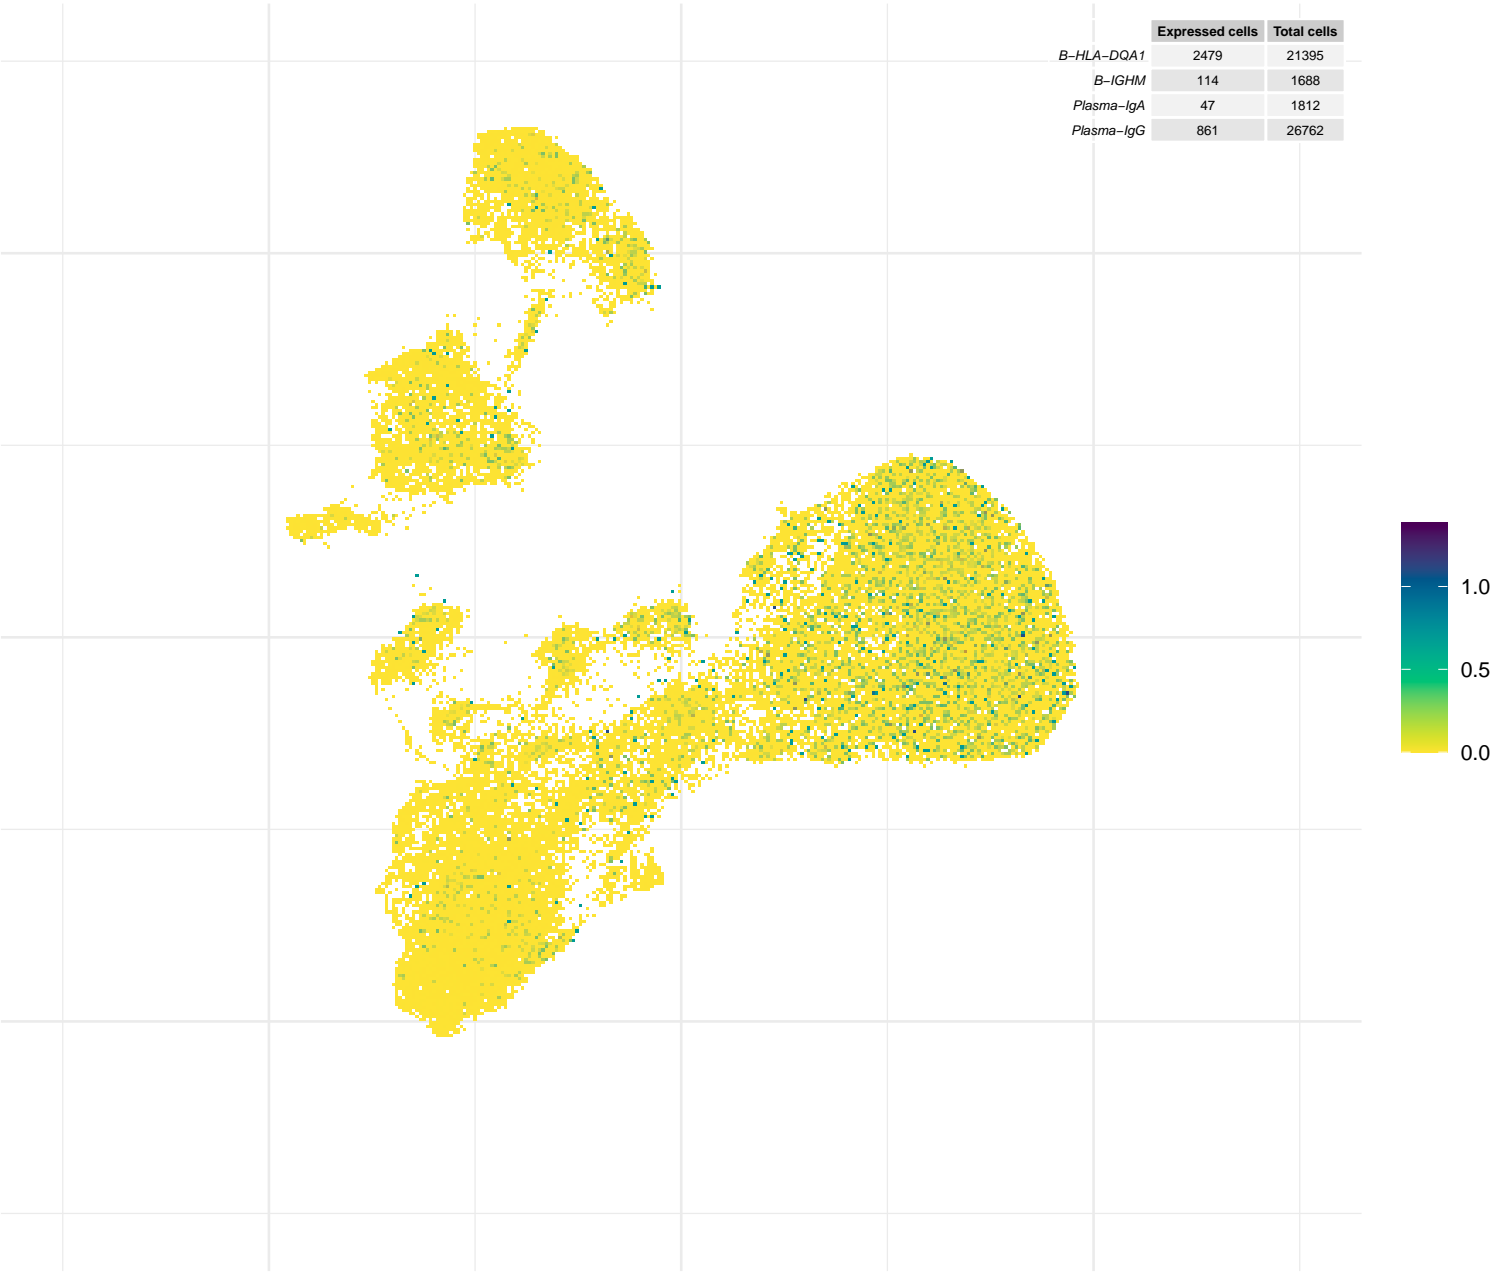 Expressed cells Total cells
B−HLA−DQA1 2479 21395
B−IGHM 114 1688
Plasma−IgA 47 1812
Plasma−IgG 861 26762
1.0
0.5
0.0